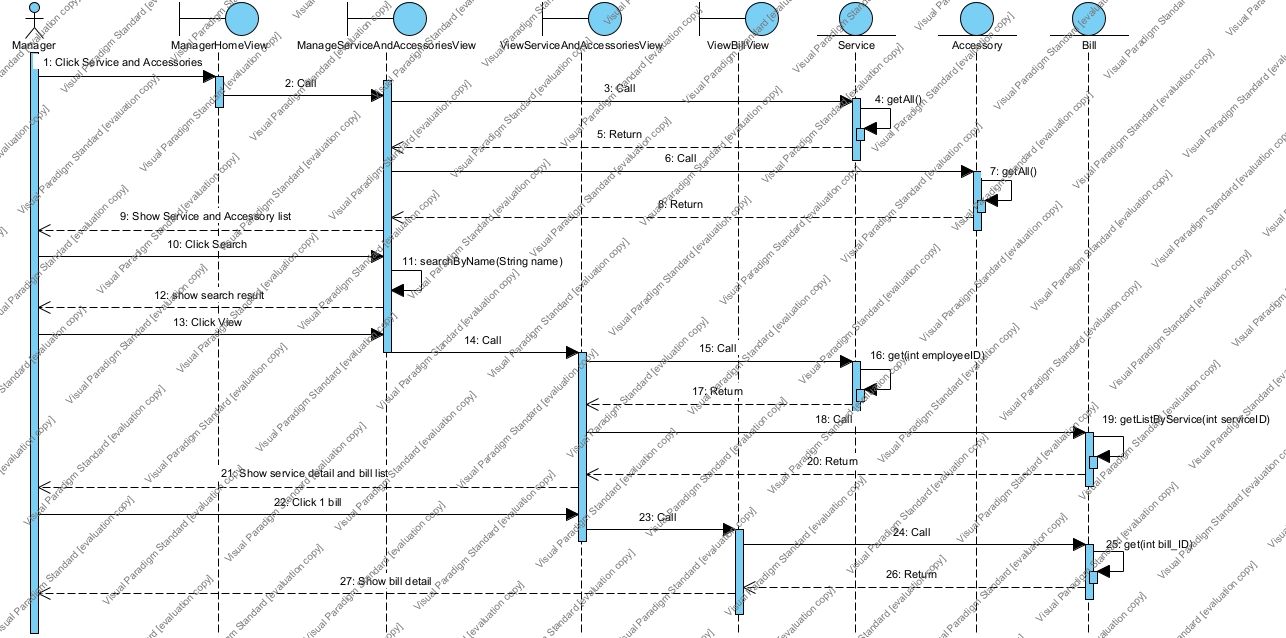 Manager
ManagerHomeView
ManageServiceAndAccessoriesView
ViewServiceAndAccessoriesView
ViewBillView
Service
Accessory
Bill
1: Click Service and Accessories
2: Call
3: Call
4: getAll()
5: Return
6: Call
7: getAll()
8: Return
9: Show Service and Accessory list
10: Click Search
11: searchByName(String name)
12: show search result
13: Click View
14: Call
15: Call
16: get(int employeeID)
17: Return
18: Call
19: getListByService(int serviceID)
20: Return
21: Show service detail and bill list
22: Click 1 bill
23: Call
24: Call
25: get(int bill_ID)
26: Return
27: Show bill detail
Visual Paradigm Standard [evaluation copy]